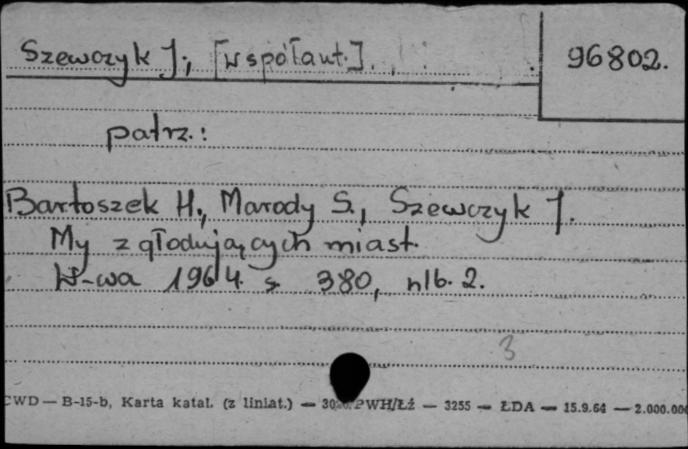 Szewczyk J., [współaut.].
96802.
patrz.:
Bartoszek H., Marody S., Szewczyk J.
My z głodujących miast.
W-wa 1964. s. 380, nlb. 2.
3
CWD — B-15-b, Karta katal. (z liniat.) — PWH/Łź — 3255 — ŁDA — 15.9.64 — 2.000.000